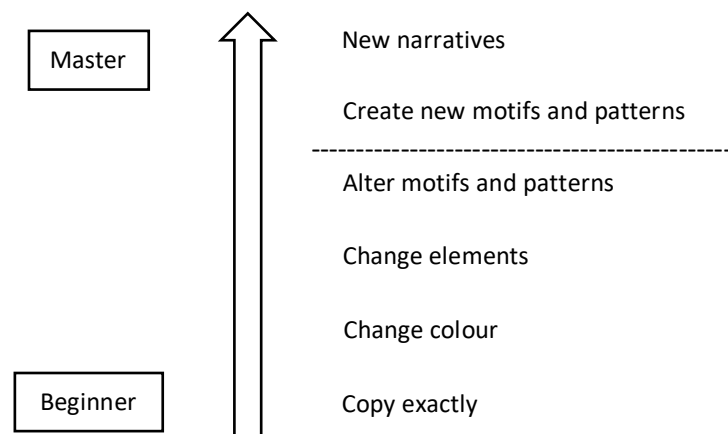 New narratives
Master
Create new motifs and patterns
Alter motifs and patterns
Change elements
Change colour
Beginner
Copy exactly